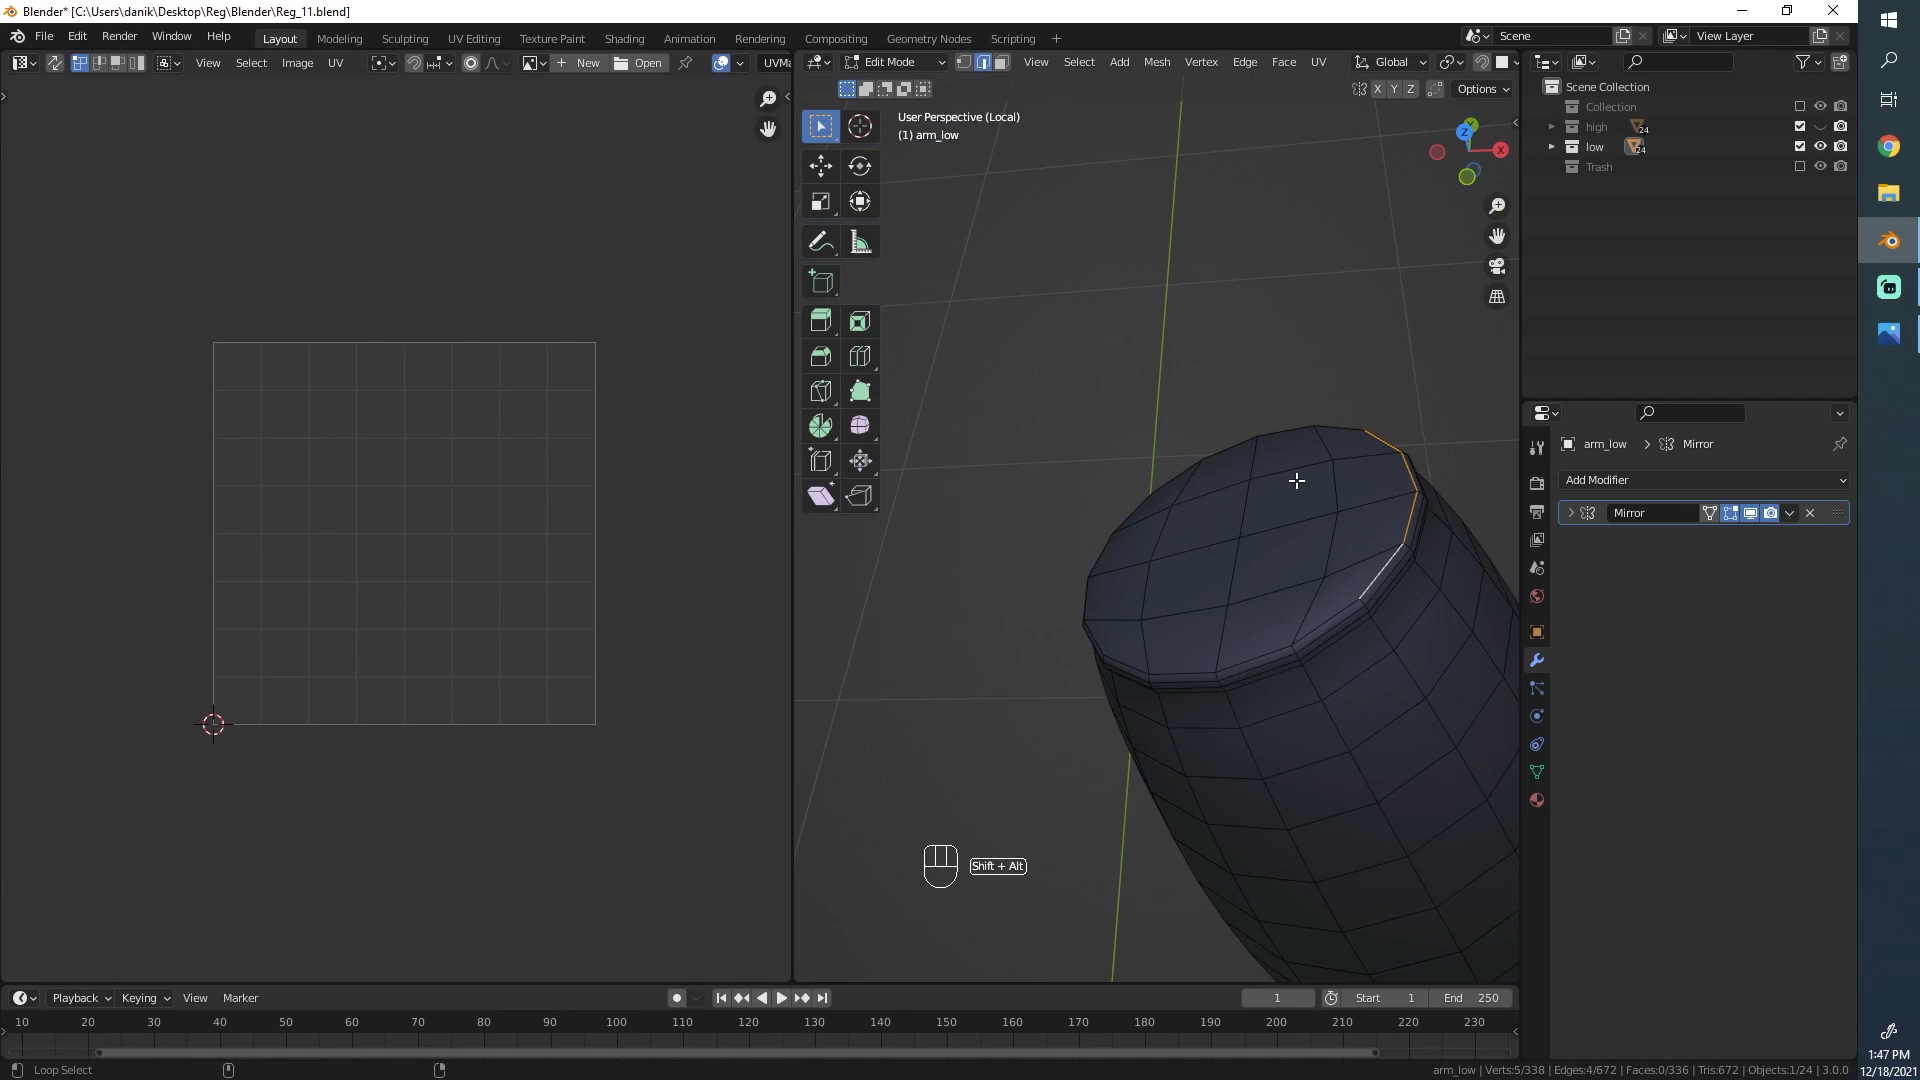 Blender* [C:\Users\danik\Desktop\Reg\Blender\Reg_11.blend]
File Edit Render Window Help Layout Modeling Sculpting UV Editing Texture Paint Shading Animation Rendering Compositing Geometry Nodes Scripting + Scene View Layer
View Select Image UV New Open UVMa Edit Mode View Select Add Mesh Vertex Edge Face UV Global
X Y Z Options
User Perspective (Local)
(1) arm_low
Z
X
Scene Collection
Collection
high 24
low 24
Trash
arm_low Mirror
Add Modifier
Mirror
Shift + Alt
Playback Keying View Marker 1 Start 1 End 250
10 20 30 40 50 60 70 80 90 100 110 120 130 140 150 160 170 180 190 200 210 220 230
Loop Select arm_low | Verts:5/338 | Edges:4/672 | Faces:0/336 | Tris:672 | Objects:1/24 | 3.0.0
1:47 PM
12/18/2021